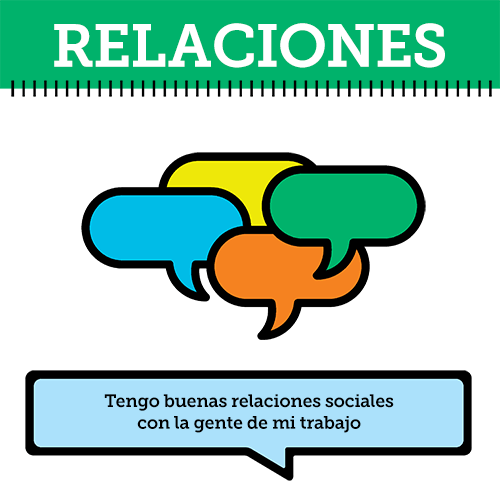 RELACIONES
Tengo buenas relaciones sociales
con la gente de mi trabajo